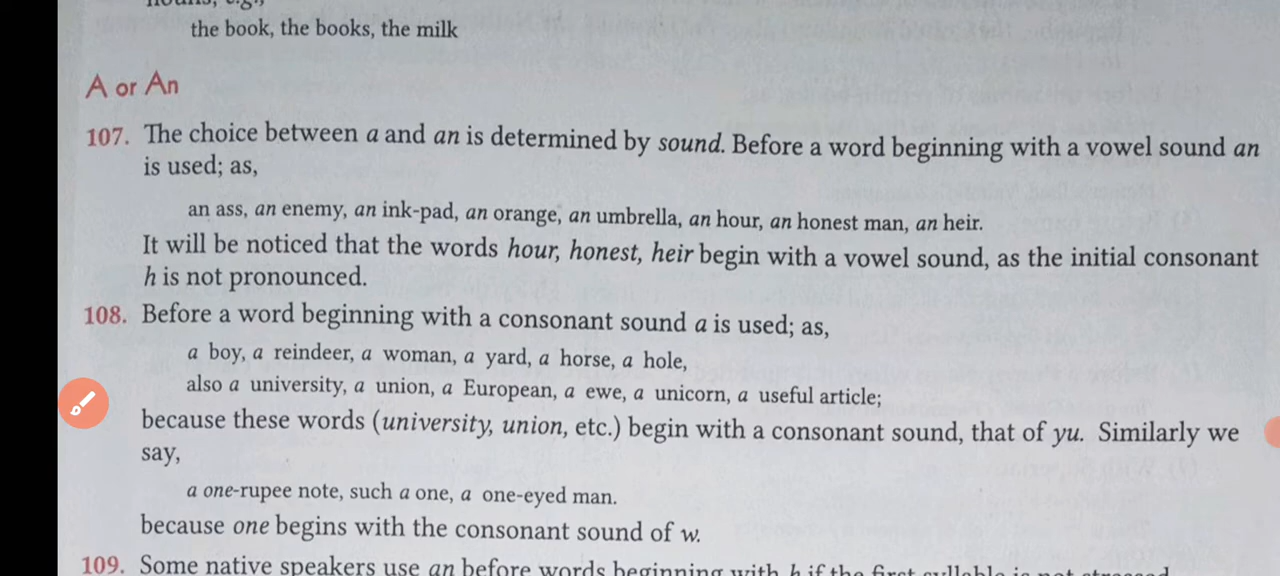 the book, the books, the milk
A or An
107. The choice between a and an is determined by sound. Before a word beginning with a vowel sound an
is used; as,
an ass, an enemy, an ink-pad, an orange, an umbrella, an hour, an honest man, an heir.
It will be noticed that the words hour, honest, heir begin with a vowel sound, as the initial consonant
h is not pronounced.
108. Before a word beginning with a consonant sound a is used; as,
a boy, a reindeer, a woman, a yard, a horse, a hole,
also a university, a union, a European, a ewe, a unicorn, a useful article;
because these words (university, union, etc.) begin with a consonant sound, that of yu. Similarly we
say,
a one-rupee note, such a one, a one-eyed man.
because one begins with the consonant sound of w.
109. Some native speakers use an before words beginning with h if the first syllable is not stressed